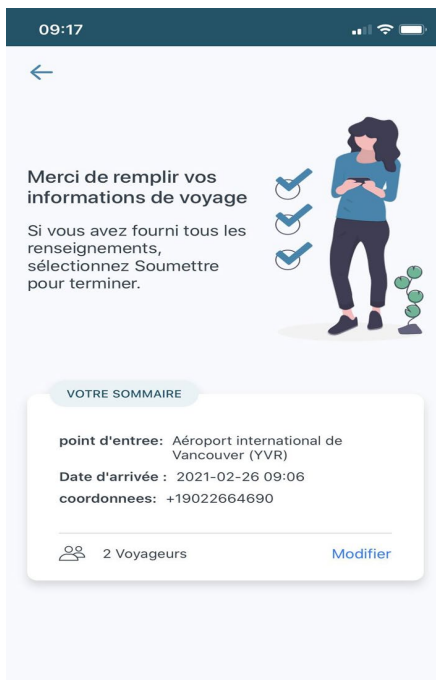 09:17
Merci de remplir vos
informations de voyage
Si vous avez fourni tous les
renseignements,
sélectionnez Soumettre
pour terminer.
VOTRE SOMMAIRE
point d'entree: Aéroport international de
Vancouver (YVR)
Date d'arrivée : 2021-02-26 09:06
coordonnees: +19022664690
2 Voyageurs Modifier